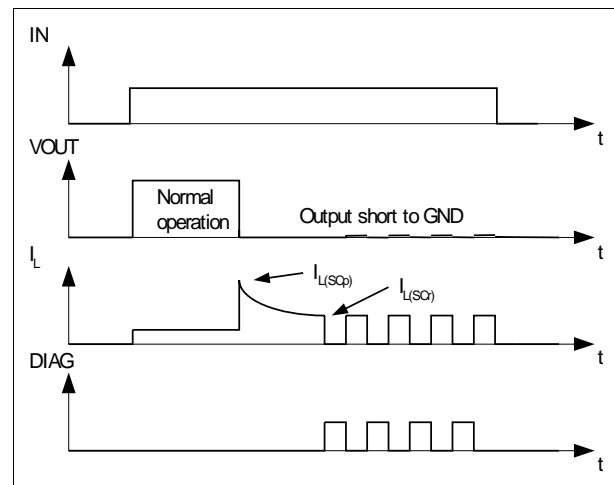 IN
t
VOUT
Normal
operation
Output short to GND
t
IL
IL(SCp)
IL(SCr)
t
DIAG
t